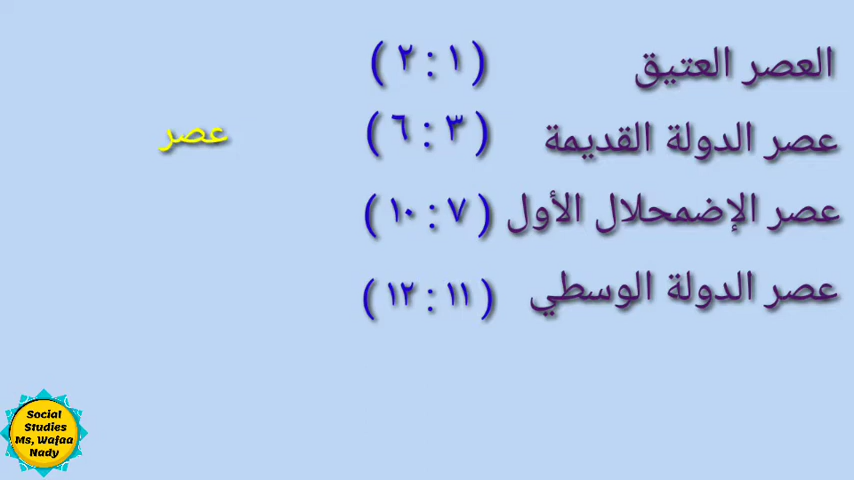 العصر العتيق ( ١ : ٢ )
عصر الدولة القديمة ( ٣ : ٦ ) عصر
عصر الإضمحلال الأول ( ٧ : ١٠ )
عصر الدولة الوسطي ( ١١ : ١٢ )
Social
Studies
Ms, Wafaa
Nady